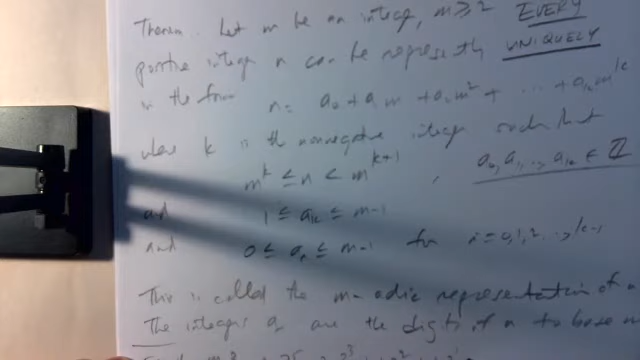 Theorem. Let m be an integer, m ≥ 2 EVERY
positive integer n can be represented UNIQUELY
in the form n = a₀ + a₁m + a₂m² + ... + aₖmᵏ
where k is the nonnegative integer such that
mᵏ ≤ n < mᵏ⁺¹, a₀, a₁, ..., aₖ ∈ ℤ
and 1 ≤ aₖ ≤ m-1
and 0 ≤ aᵢ ≤ m-1 for i = 0, 1, 2, ..., k-1
This is called the m-adic representation of n
The integers aᵢ are the digits of n to base m